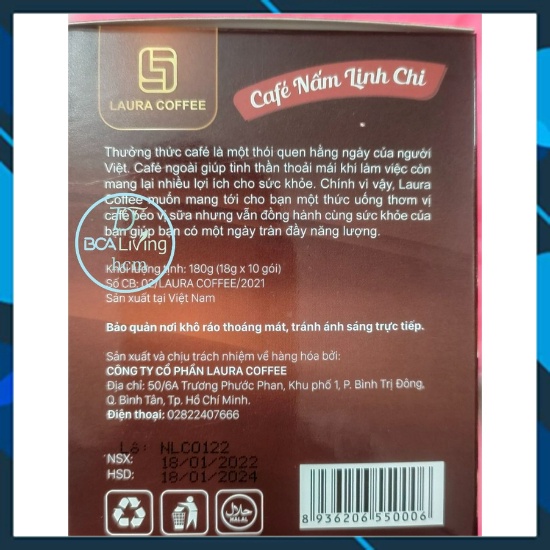 LAURA COFFEE
Café Nấm Linh Chi
Thưởng thức café là một thói quen hằng ngày của người
Việt. Café ngoài giúp tinh thần thoải mái khi làm việc còn
mang lại nhiều lợi ích cho sức khỏe. Chính vì vậy, Laura
Coffee muốn mang tới cho bạn một thức uống thơm vị
café béo vị sữa nhưng vẫn đồng hành cùng sức khỏe của
bạn giúp bạn có một ngày tràn đầy năng lượng.
BCA Living
hcm
Khối lượng tịnh: 180g (18g x 10 gói)
Số CB: 02/LAURA COFFEE/2021
Sản xuất tại Việt Nam
Bảo quản nơi khô ráo thoáng mát, tránh ánh sáng trực tiếp.
Sản xuất và chịu trách nhiệm về hàng hóa bởi:
CÔNG TY CỔ PHẦN LAURA COFFEE
Địa chỉ: 50/6A Trương Phước Phan, Khu phố 1, P. Bình Trị Đông,
Q. Bình Tân, Tp. Hồ Chí Minh.
Điện thoại: 02822407666
Lô: NLC0122
NSX: 18/01/2022
HSD: 18/01/2024
HALAL
حلال
8 936206 550006